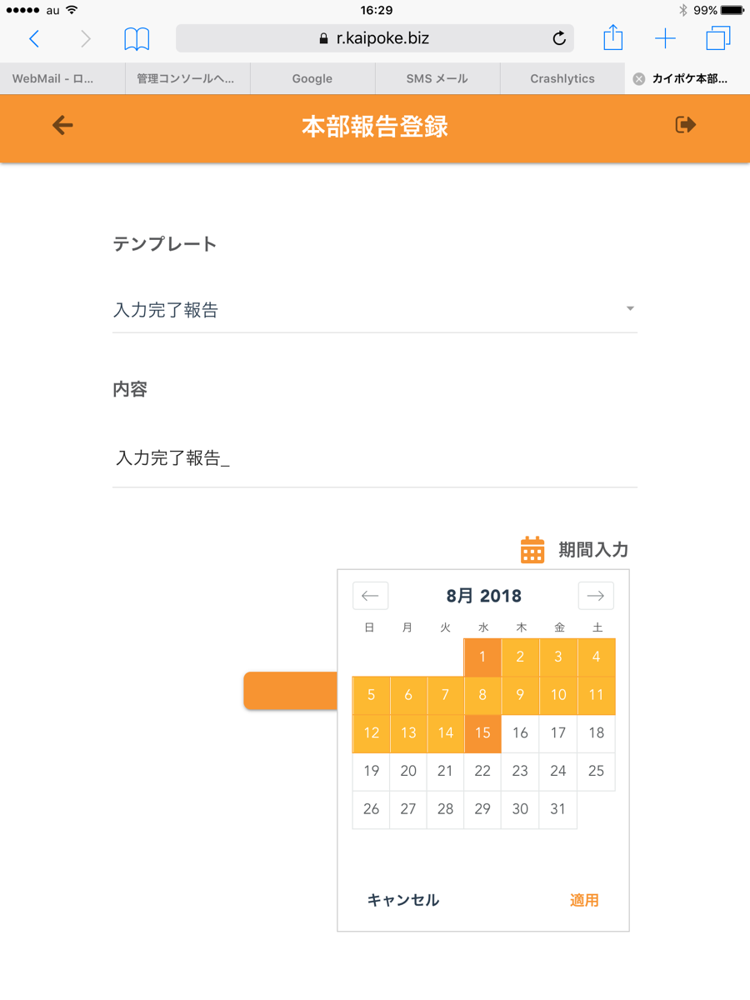 au 16:29 99%
r.kaipoke.biz
WebMail - ロ... 管理コンソールへ... Google SMS メール Crashlytics カイポケ本部...
本部報告登録
テンプレート
入力完了報告
内容
入力完了報告_
期間入力
8月 2018
日 月 火 水 木 金 土
1 2 3 4
5 6 7 8 9 10 11
12 13 14 15 16 17 18
19 20 21 22 23 24 25
26 27 28 29 30 31
キャンセル 適用